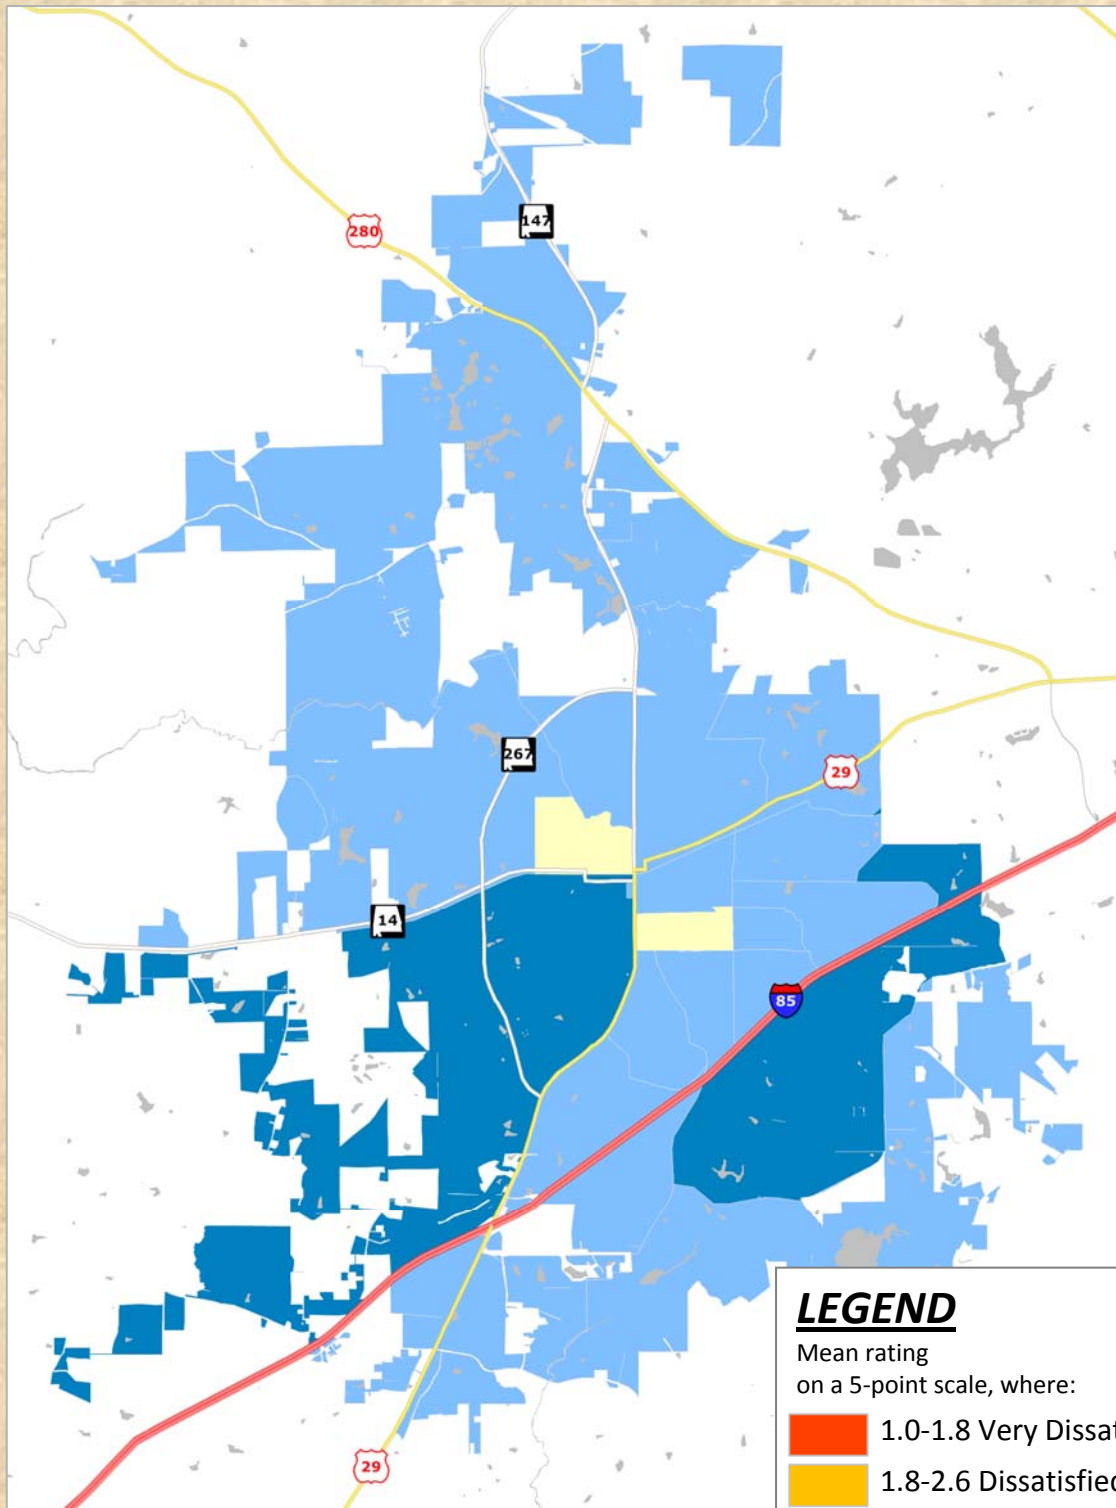 147
280
267
29
14
85
29
LEGEND
Mean rating
on a 5-point scale, where:
1.0-1.8 Very Dissat
1.8-2.6 Dissatisfied